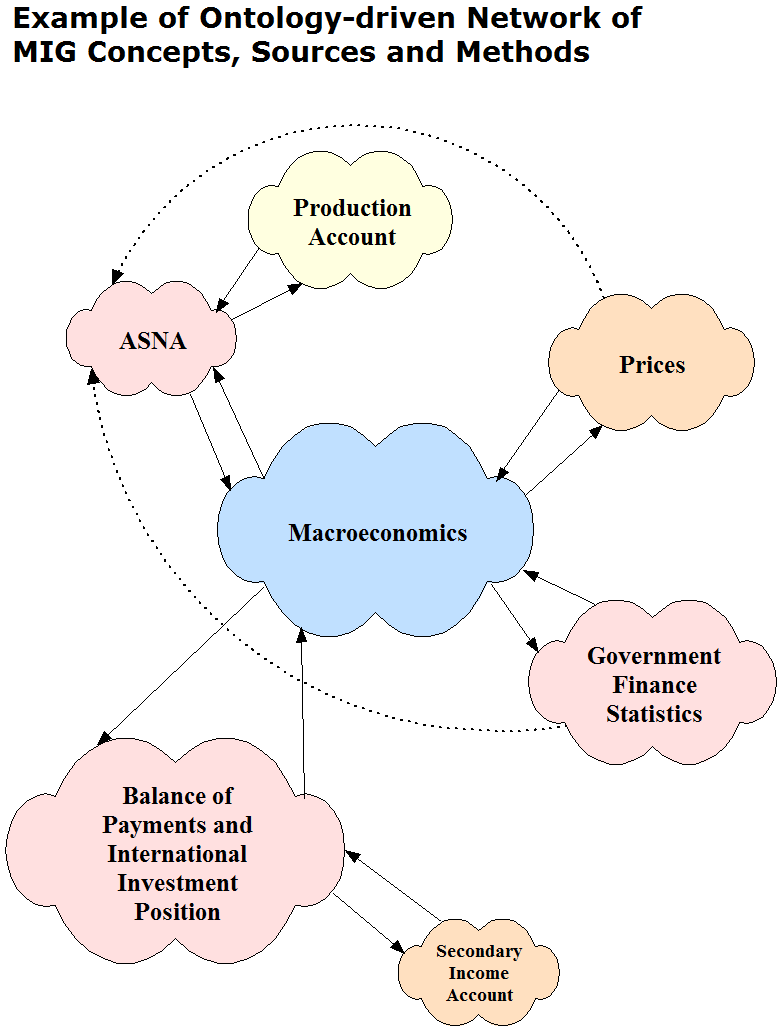 Example of Ontology-driven Network of
MIG Concepts, Sources and Methods
Production
Account
ASNA
Prices
Macroeconomics
Government
Finance
Statistics
Balance of
Payments and
International
Investment
Position
Secondary
Income
Account